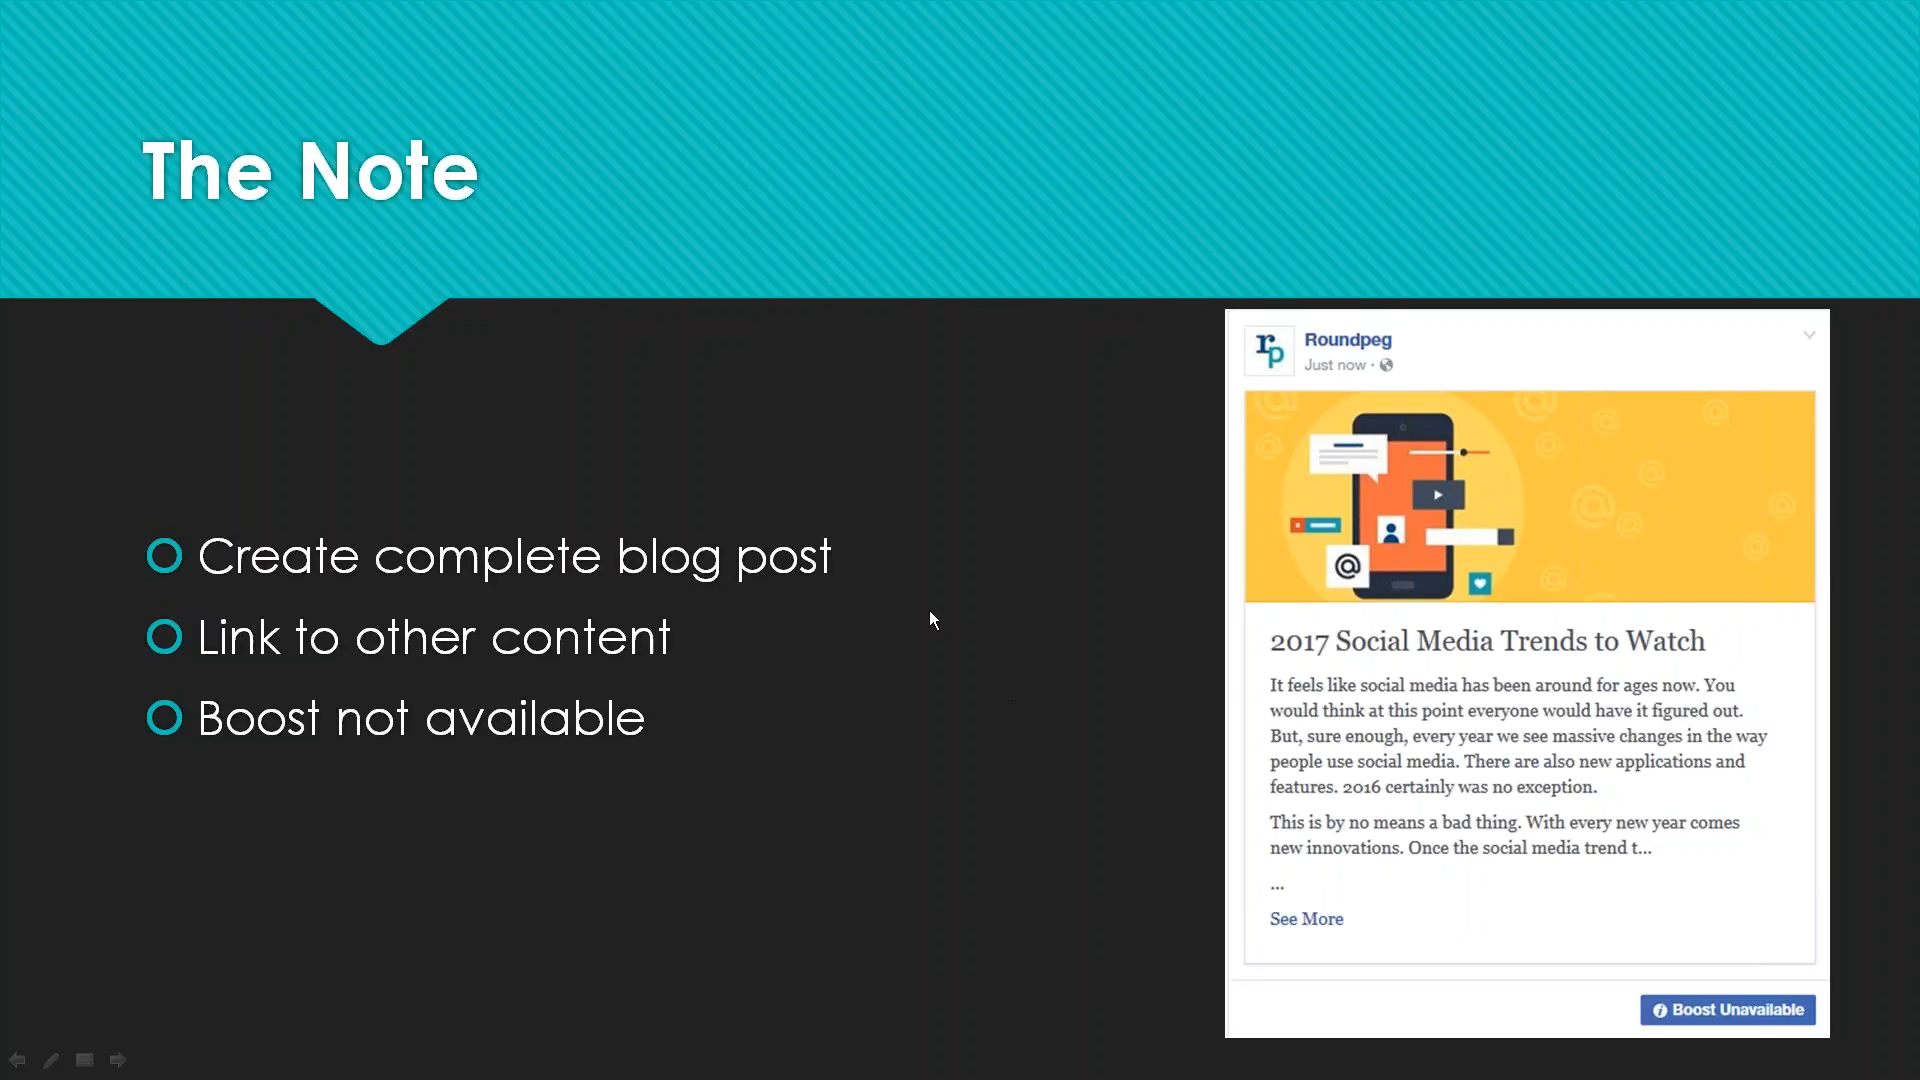 The Note
Create complete blog post
Link to other content
Boost not available
rp
Roundpeg
Just now ·
@
2017 Social Media Trends to Watch
It feels like social media has been around for ages now. You
would think at this point everyone would have it figured out.
But, sure enough, every year we see massive changes in the way
people use social media. There are also new applications and
features. 2016 certainly was no exception.
This is by no means a bad thing. With every new year comes
new innovations. Once the social media trend t...
...
See More
Boost Unavailable